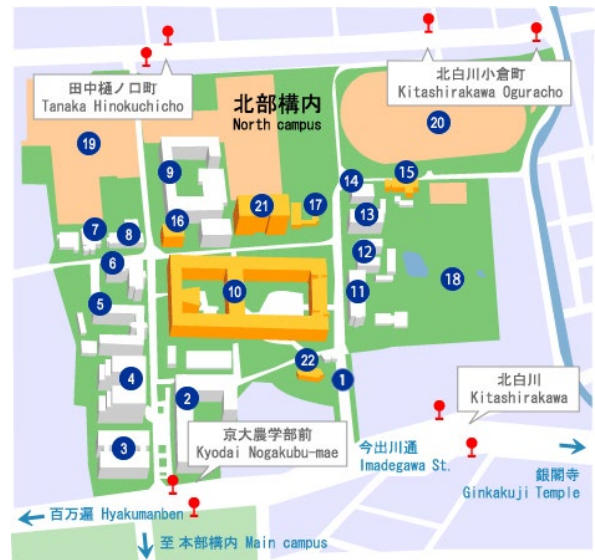 田中樋ノ口町
Tanaka Hinokuchicho
北部構内
North campus
北白川小倉町
Kitashirakawa Oguracho
20
19
9
15
14
16
21
17
13
7
8
12
6
18
10
11
5
22
1
4
2
北白川
Kitashirakawa
3
京大農学部前
Kyodai Nogakubu-mae
今出川通
Imadegawa St.
銀閣寺
Ginkakuji Temple
百万遍 Hyakumanben
至 本部構内 Main campus